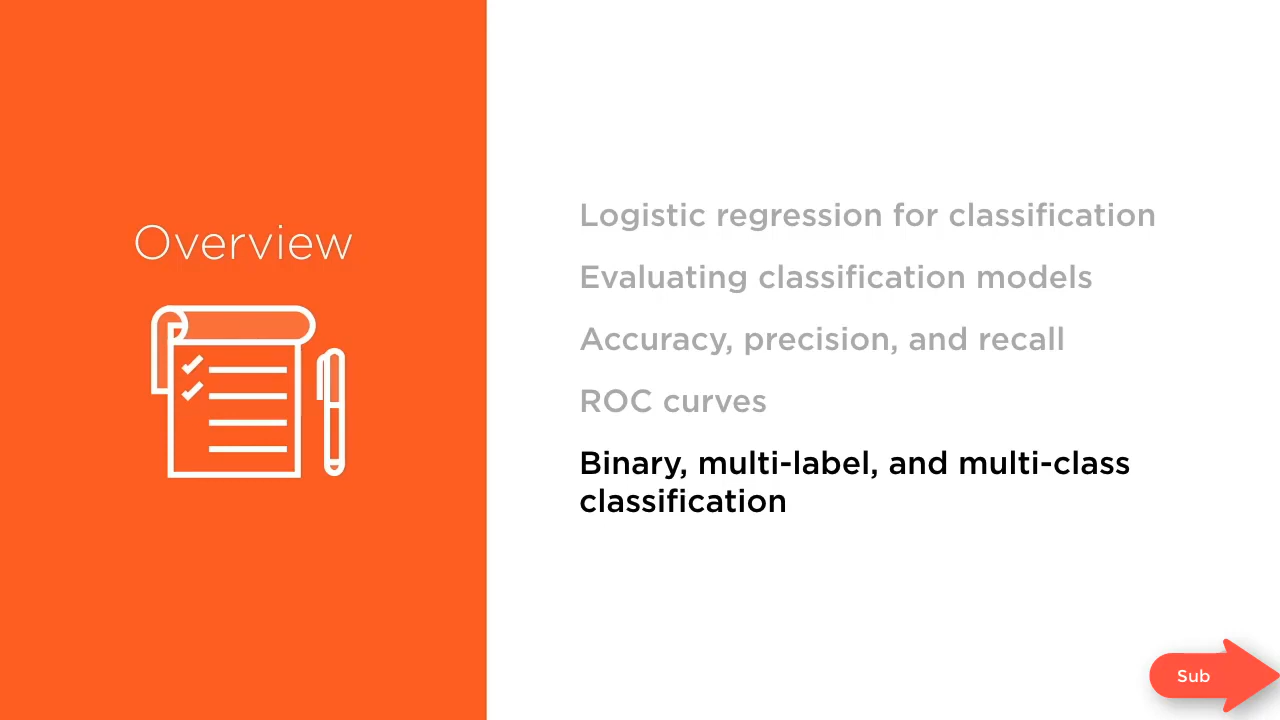 Overview
Logistic regression for classification
Evaluating classification models
Accuracy, precision, and recall
ROC curves
Binary, multi-label, and multi-class
classification
Sub